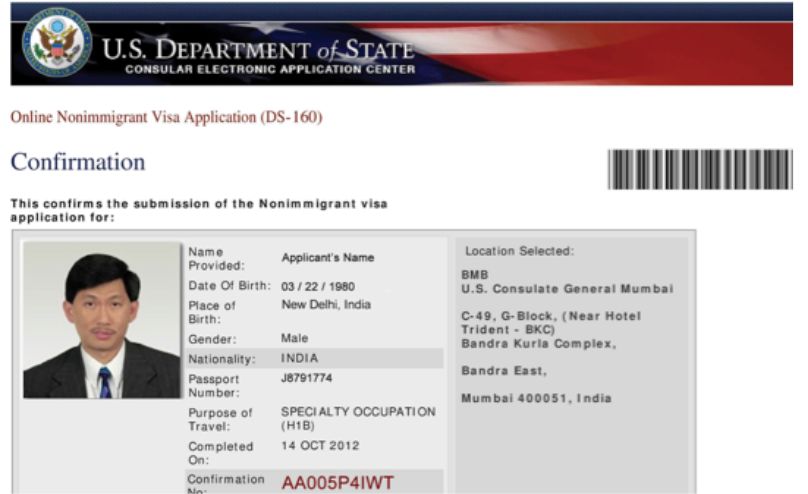 U.S. DEPARTMENT of STATE
CONSULAR ELECTRONIC APPLICATION CENTER
Online Nonimmigrant Visa Application (DS-160)
Confirmation
This confirms the submission of the Nonimmigrant visa
application for:
Name
Provided: Applicant's Name
Date Of Birth: 03 / 22 / 1980
Place of
Birth: New Delhi, India
Gender: Male
Nationality: INDIA
Passport
Number: J8791774
Purpose of
Travel: SPECIALTY OCCUPATION
(H1B)
Completed
On: 14 OCT 2012
Confirmation
No: AA005P4IWT
Location Selected:
BMB
U.S. Consulate General Mumbai
C-49, G-Block, (Near Hotel
Trident - BKC)
Bandra Kurla Complex,
Bandra East,
Mumbai 400051, India